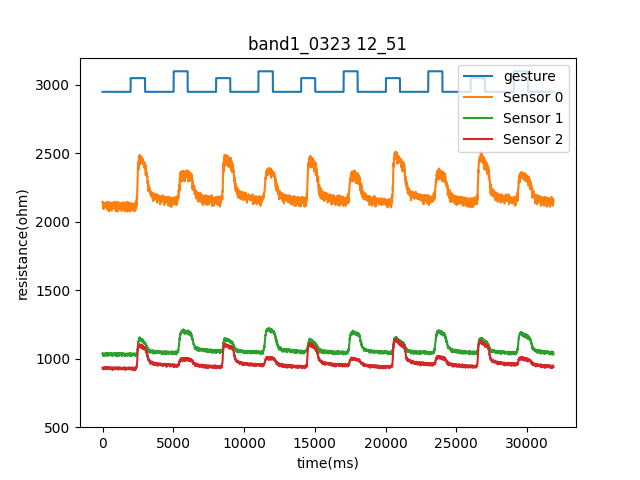 band1_0323 12_51
gesture
Sensor 0
Sensor 1
Sensor 2
3000
2500
2000
1500
1000
500
resistance(ohm)
0 5000 10000 15000 20000 25000 30000
time(ms)